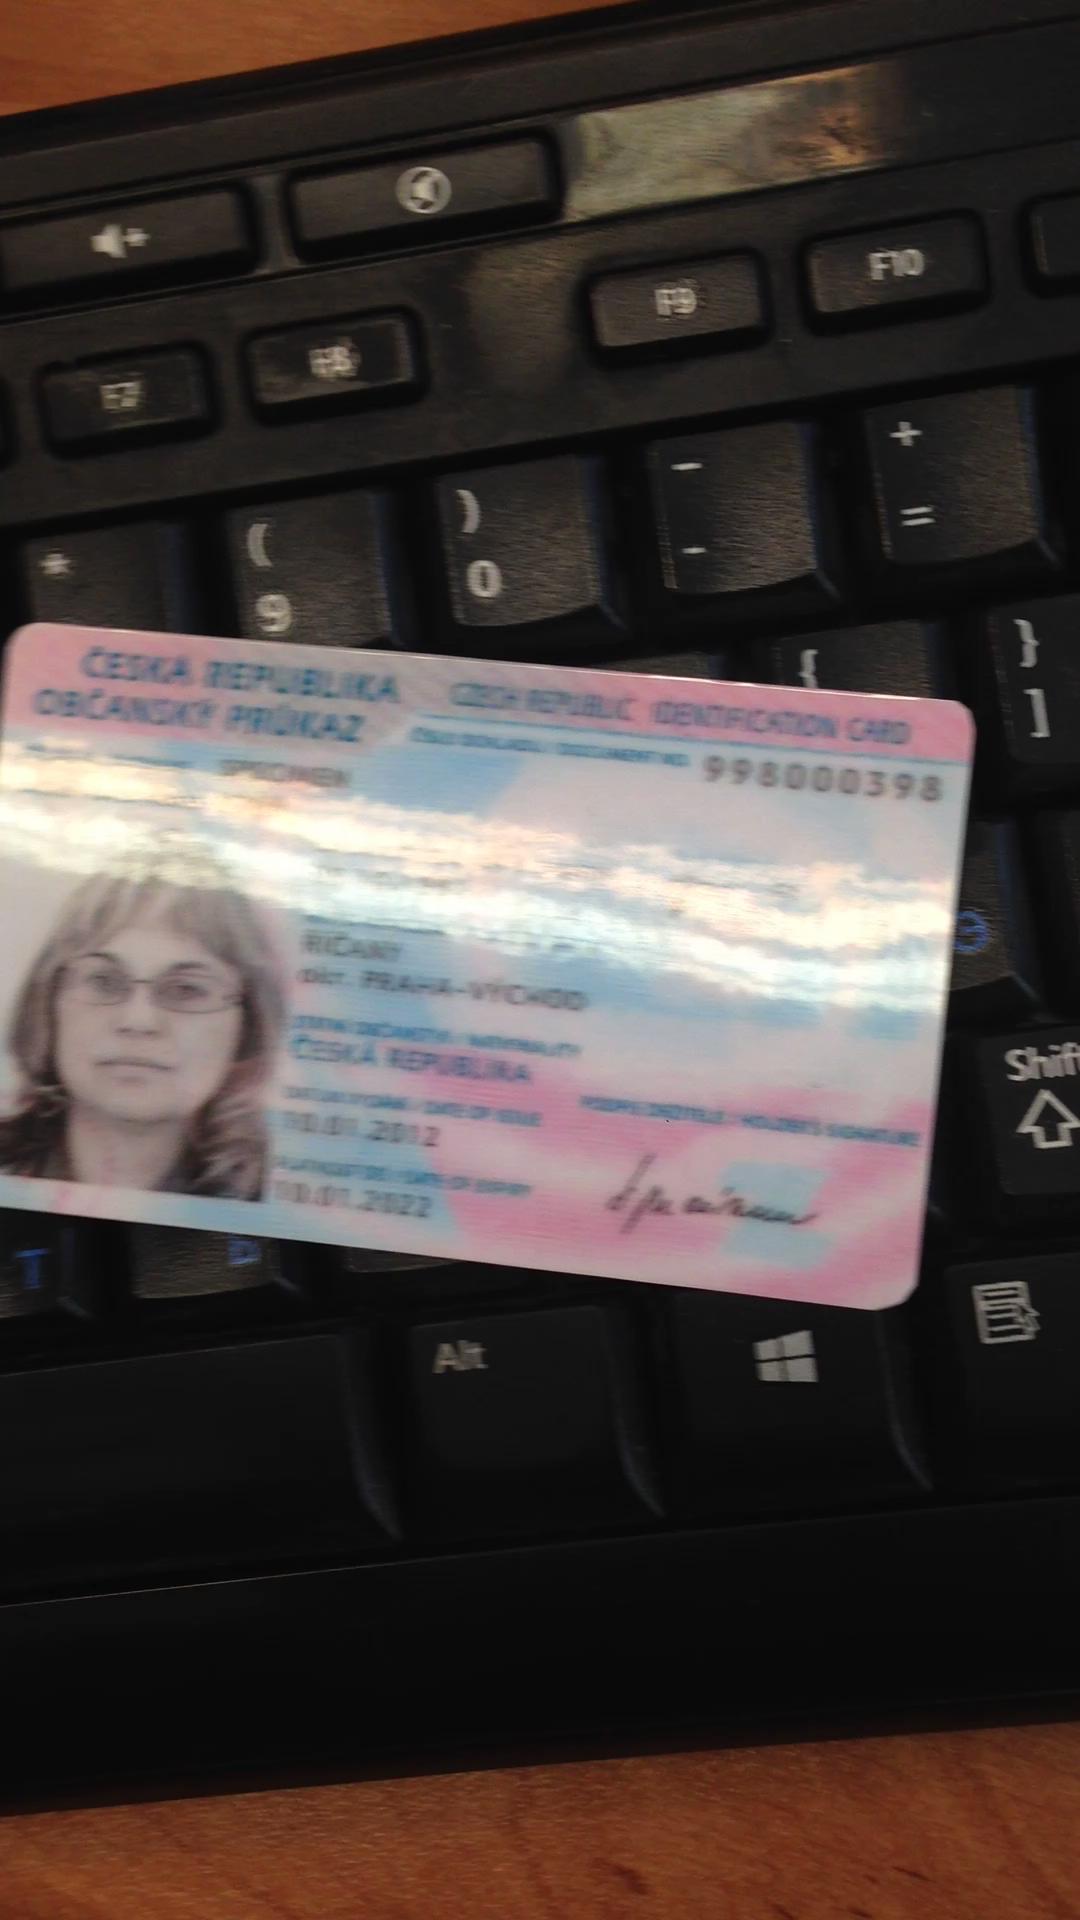 F7 F8 F9 F10
*
(
9
)
0
-
+
=
{
}
]
ČESKÁ REPUBLIKA
OBČANSKÝ PRŮKAZ
CZECH REPUBLIC IDENTIFICATION CARD
ČÍSLO DOKLADU / DOCUMENT NO. 998000398
SPECIMEN
ŘÍČANY
okr. PRAHA-VÝCHOD
STÁTNÍ OBČANSTVÍ / NATIONALITY
ČESKÁ REPUBLIKA
DATUM VYDÁNÍ / DATE OF ISSUE
10.01.2012
PLATNOST DO / DATE OF EXPIRY
10.01.2022
PODPIS DRŽITELE / HOLDER'S SIGNATURE
Specimen
Э
Shift
Т
Alt